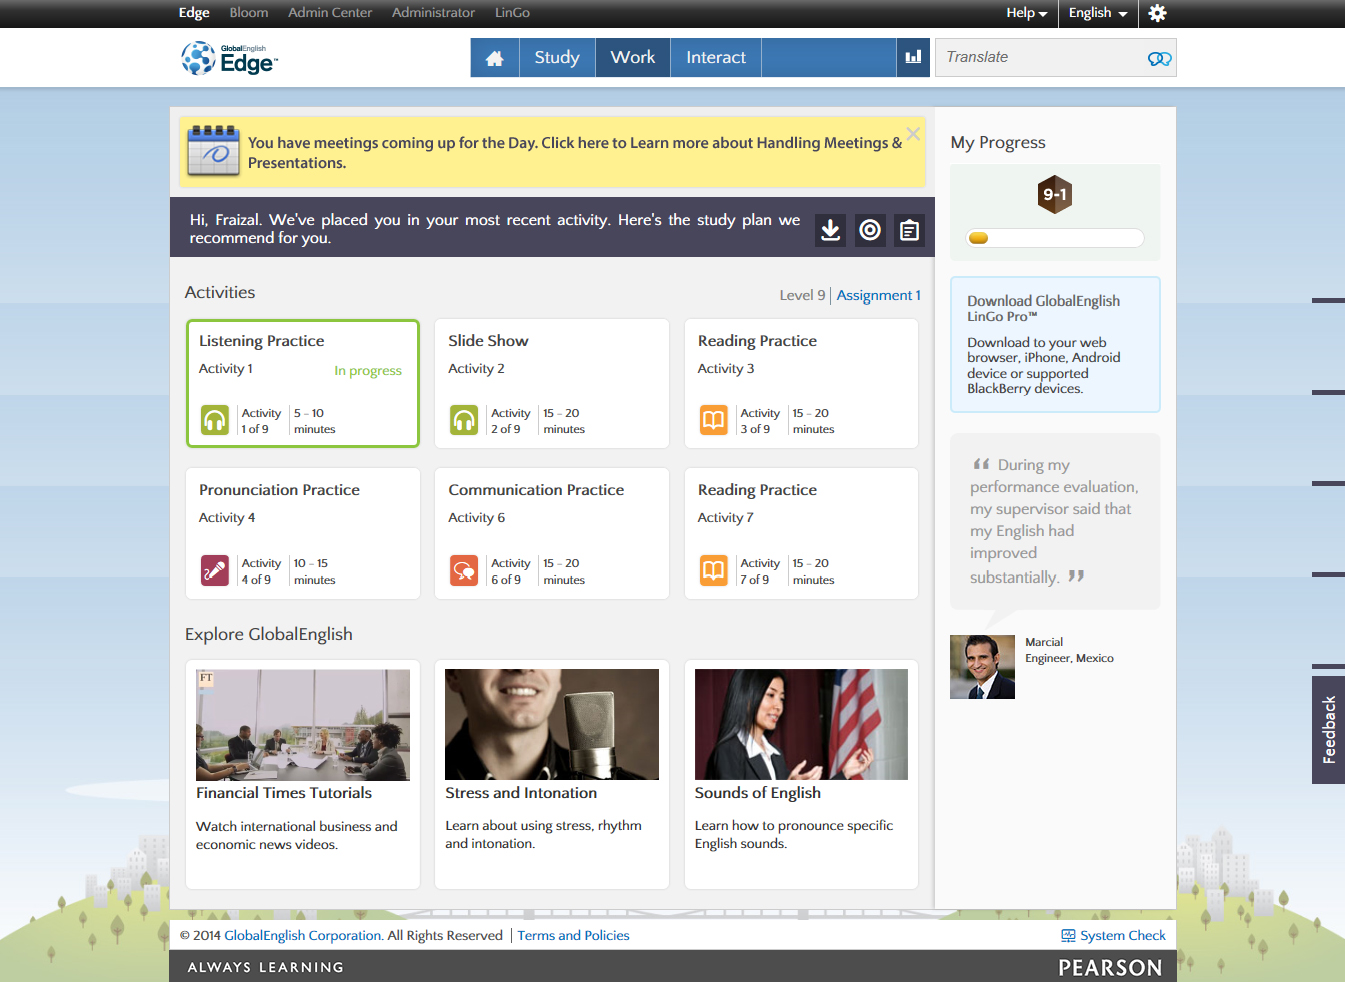 Edge Bloom Admin Center Administrator LinGo Help English
GlobalEnglish
Edge™
Study Work Interact
Translate
You have meetings coming up for the Day. Click here to Learn more about Handling Meetings &
Presentations.
Hi, Fraizal. We've placed you in your most recent activity. Here's the study plan we
recommend for you.
Activities
Level 9 | Assignment 1
Listening Practice
Activity 1 In progress
Activity 5 - 10
1 of 9 minutes
Slide Show
Activity 2
Activity 15 - 20
2 of 9 minutes
Reading Practice
Activity 3
Activity 15 - 20
3 of 9 minutes
Pronunciation Practice
Activity 4
Activity 10 - 15
4 of 9 minutes
Communication Practice
Activity 6
Activity 15 - 20
6 of 9 minutes
Reading Practice
Activity 7
Activity 15 - 20
7 of 9 minutes
Explore GlobalEnglish
FT
Financial Times Tutorials
Watch international business and
economic news videos.
Stress and Intonation
Learn about using stress, rhythm
and intonation.
Sounds of English
Learn how to pronounce specific
English sounds.
My Progress
9-1
Download GlobalEnglish
LinGo Pro™
Download to your web
browser, iPhone, Android
device or supported
BlackBerry devices.
“ During my
performance evaluation,
my supervisor said that
my English had
improved
substantially. ”
Marcial
Engineer, Mexico
Feedback
© 2014 GlobalEnglish Corporation. All Rights Reserved | Terms and Policies System Check
ALWAYS LEARNING PEARSON